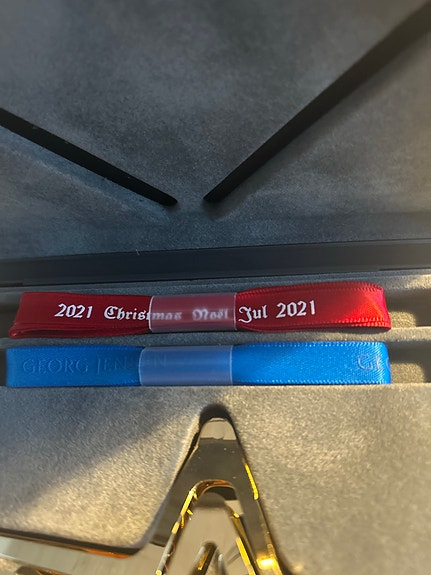 2021 Christmas Noël Jul 2021
GEORG JENSEN G